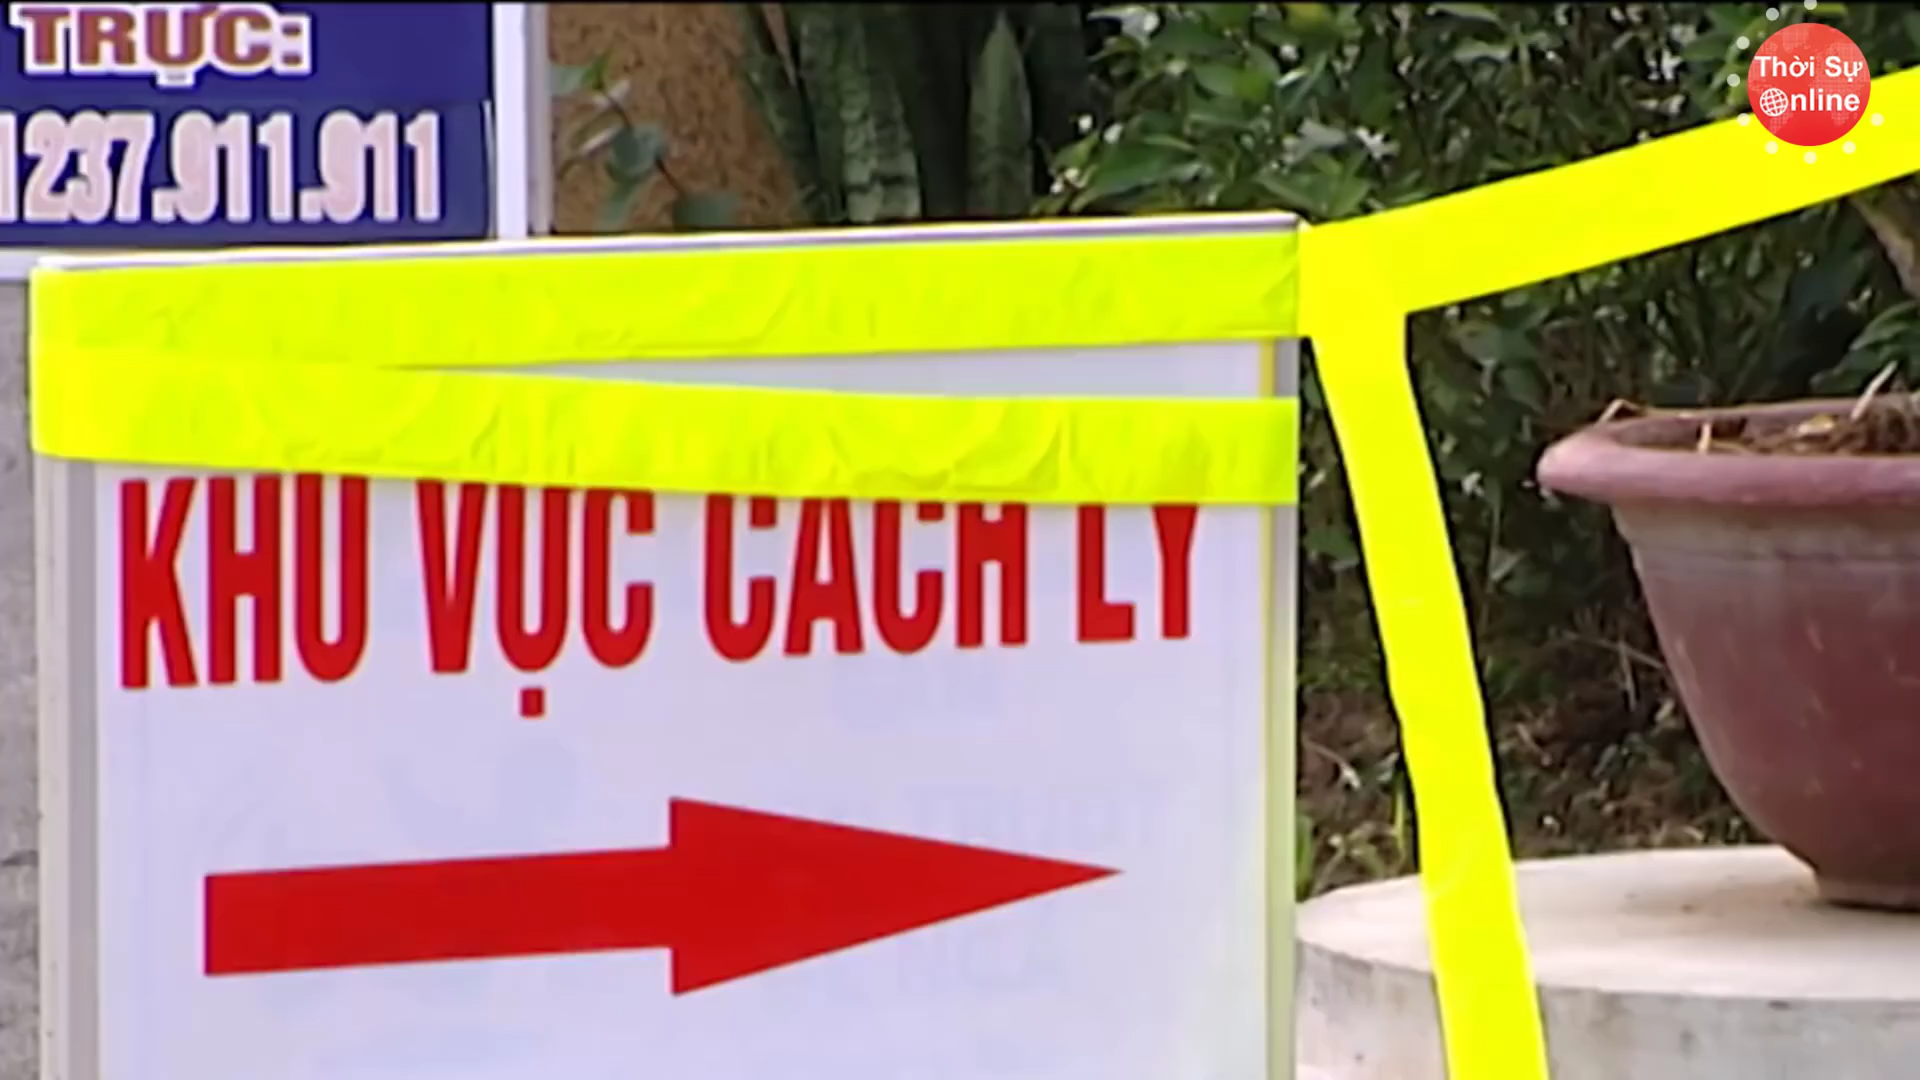 TRỰC:
1237.911.911
Thời Sự
Online
KHU VỰC CÁCH LY